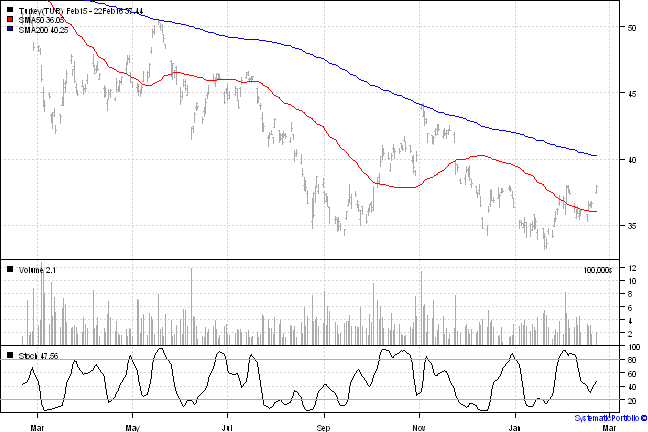 Turkey(TUR) Feb15 - 22Feb16 37.44
SMA50 36.05
SMA200 40.25
50
45
40
35
Volume 2.1
100,000s
12
10
8
6
4
2
Stoch 47.56
100
80
60
40
20
Mar May Jul Sep Nov Jan Mar
SystematicPortfolio ©